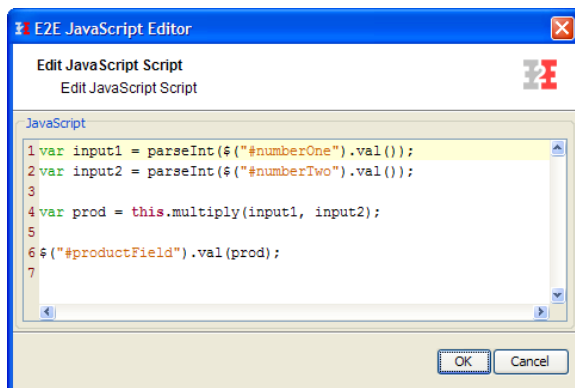 E2E E2E JavaScript Editor
Edit JavaScript Script
Edit JavaScript Script
E2E
JavaScript
1 var input1 = parseInt($("#numberOne").val());
2 var input2 = parseInt($("#numberTwo").val());
3
4 var prod = this.multiply(input1, input2);
5
6 $("#productField").val(prod);
7
OK Cancel